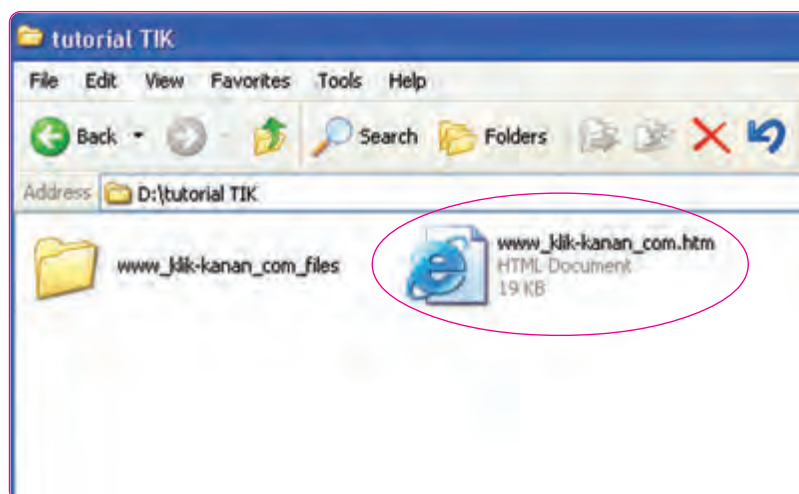 tutorial TIK
File Edit View Favorites Tools Help
Back Search Folders
Address D:\tutorial TIK
www_klik-kanan_com_files
www_klik-kanan_com.htm
HTML Document
19 KB